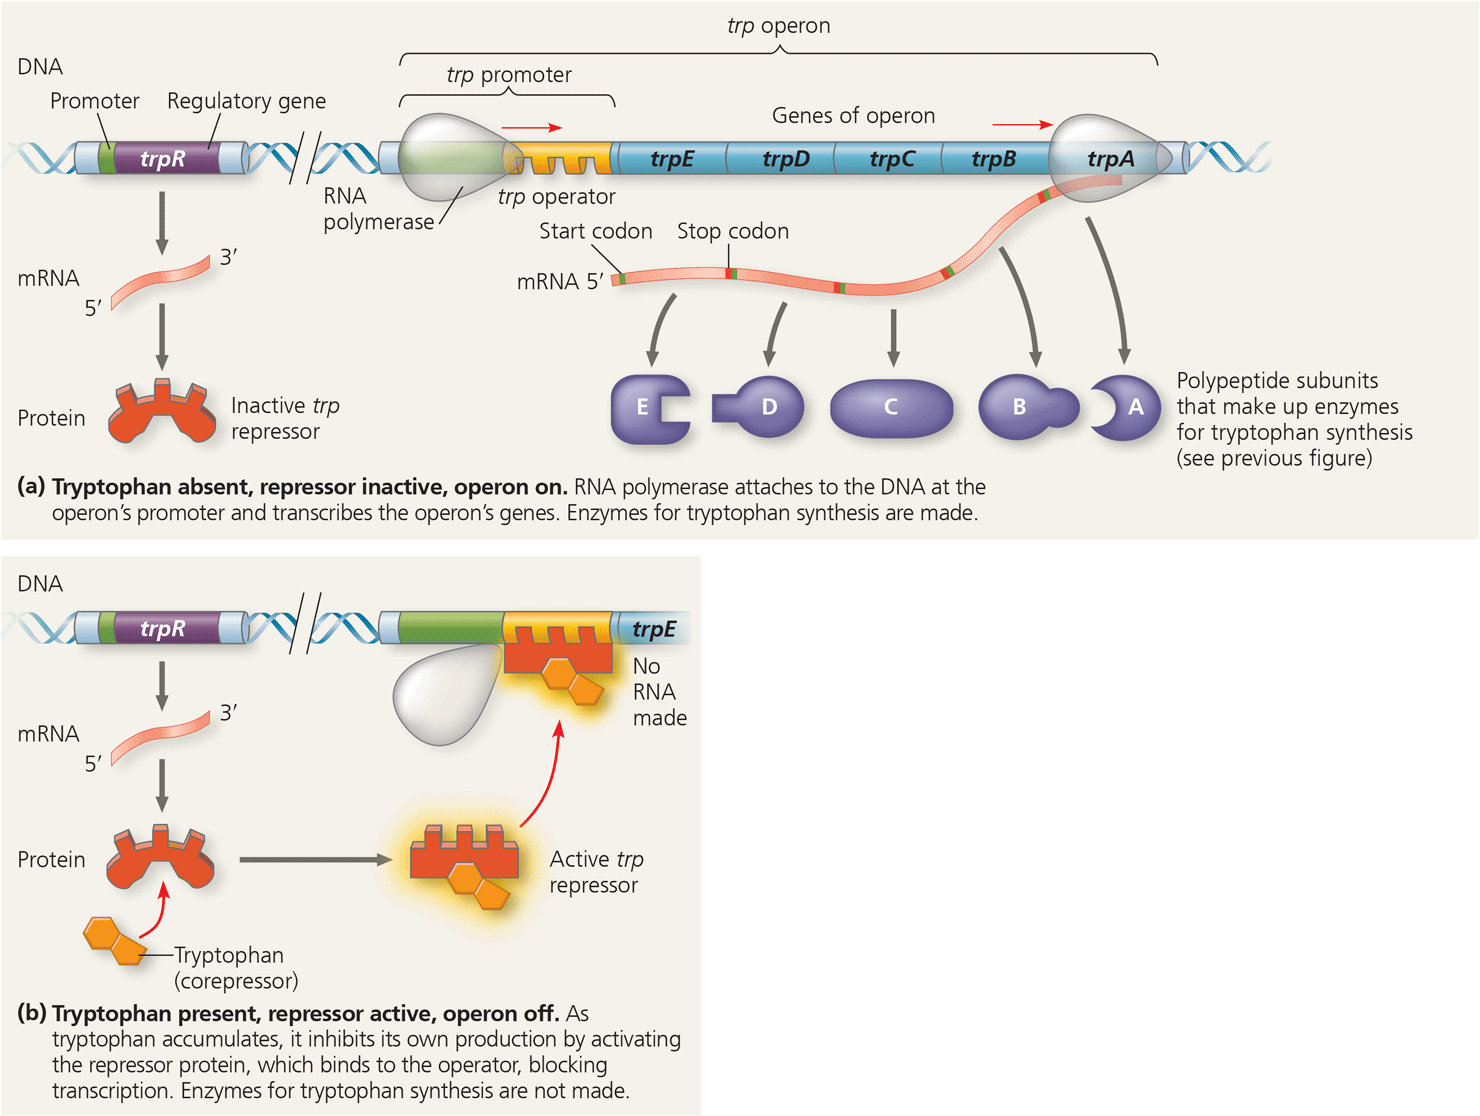 trp operon
DNA
trp promoter
Promoter
Regulatory gene
Genes of operon
trpR
trpE
trpD
trpC
trpB
trpA
RNA
polymerase
trp operator
Start codon
Stop codon
3′
mRNA
5′
mRNA 5′
Protein
Inactive trp
repressor
E
D
C
B
A
Polypeptide subunits
that make up enzymes
for tryptophan synthesis
(see previous figure)
(a) Tryptophan absent, repressor inactive, operon on. RNA polymerase attaches to the DNA at the
operon's promoter and transcribes the operon's genes. Enzymes for tryptophan synthesis are made.
DNA
trpR
trpE
No
RNA
made
3′
mRNA
5′
Protein
Active trp
repressor
Tryptophan
(corepressor)
(b) Tryptophan present, repressor active, operon off. As
tryptophan accumulates, it inhibits its own production by activating
the repressor protein, which binds to the operator, blocking
transcription. Enzymes for tryptophan synthesis are not made.